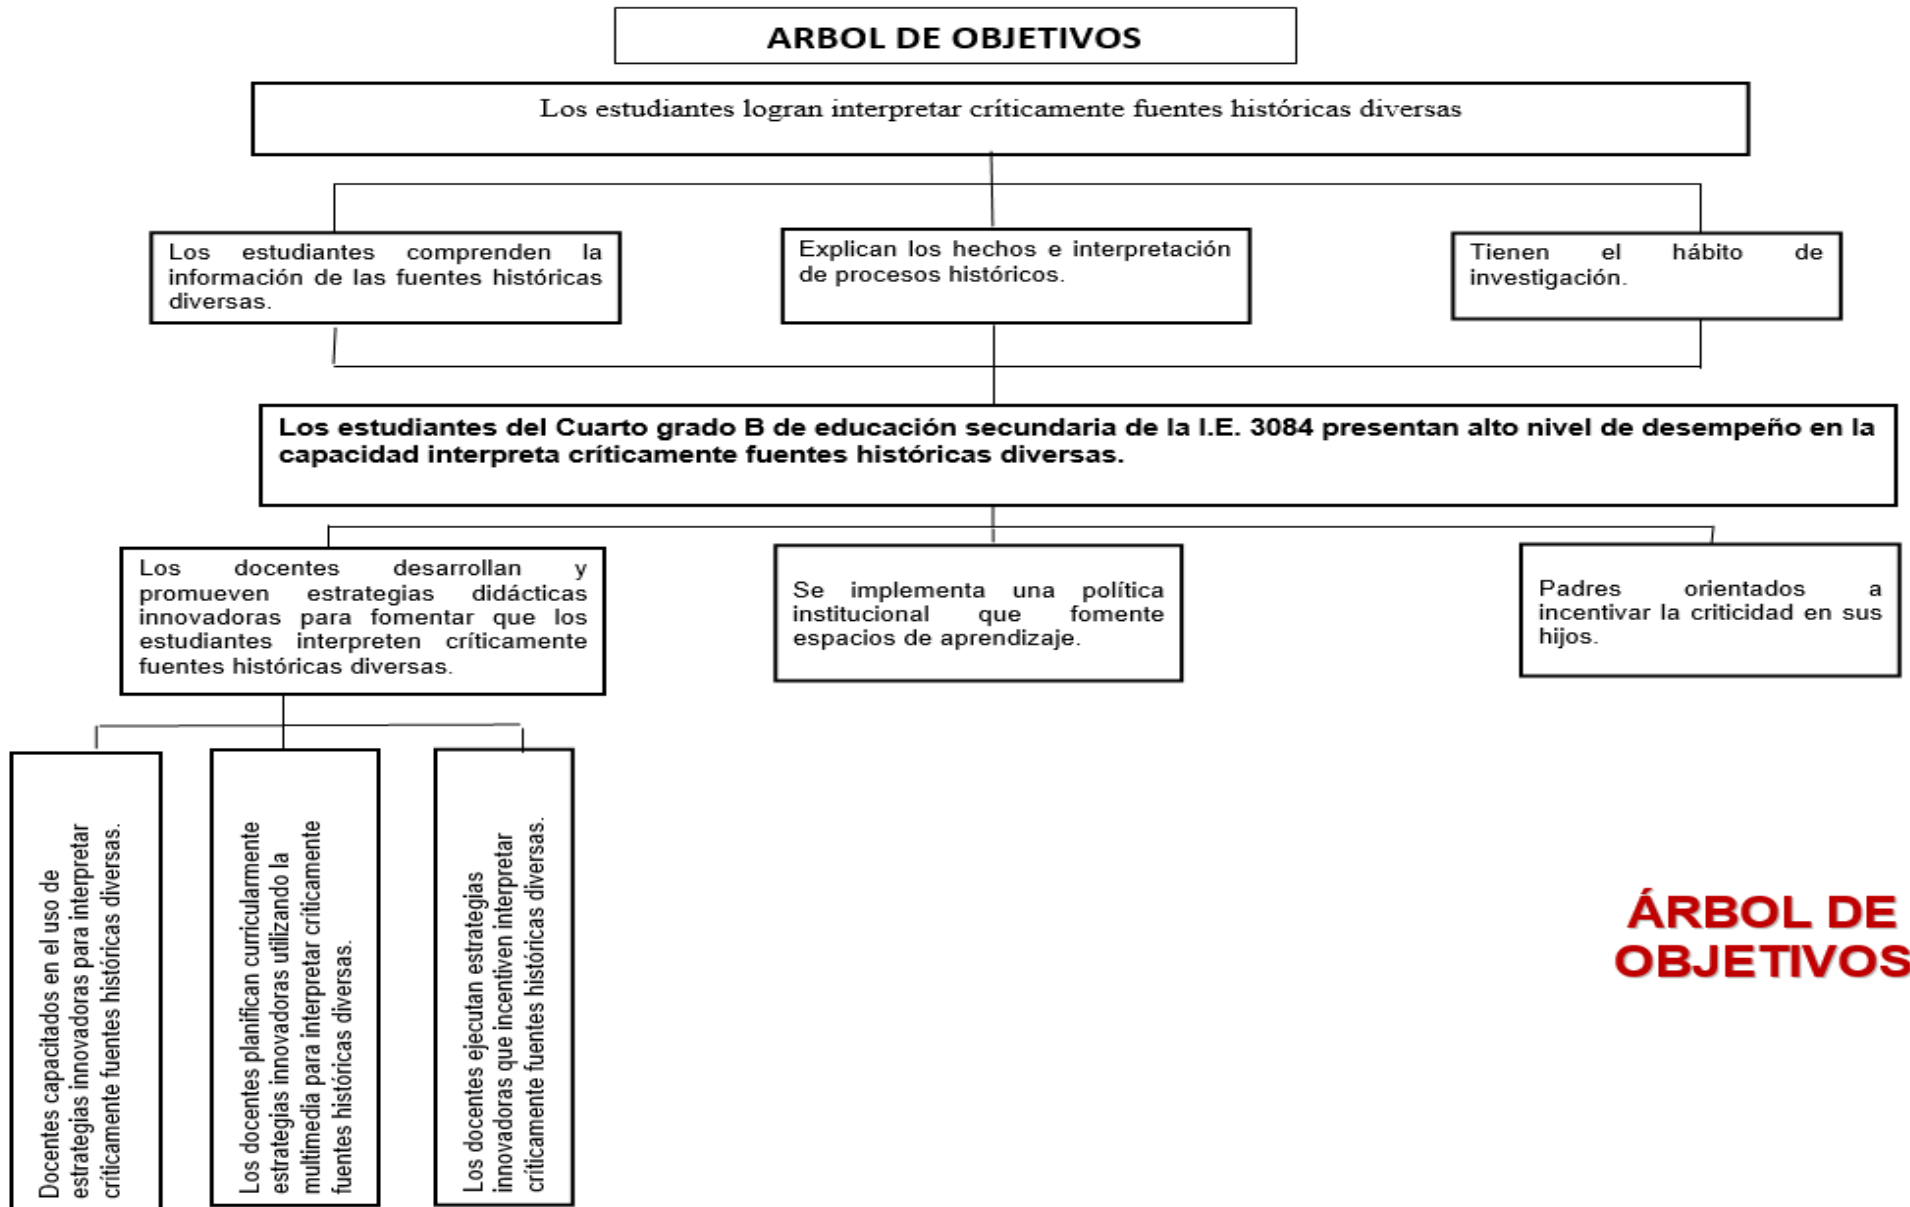 ARBOL DE OBJETIVOS
Los estudiantes logran interpretar críticamente fuentes históricas diversas
Los estudiantes comprenden la
información de las fuentes históricas
diversas.
Explican los hechos e interpretación
de procesos históricos.
Tienen el hábito de
investigación.
Los estudiantes del Cuarto grado B de educación secundaria de la I.E. 3084 presentan alto nivel de desempeño en la
capacidad interpreta críticamente fuentes históricas diversas.
Los docentes desarrollan y
promueven estrategias didácticas
innovadoras para fomentar que los
estudiantes interpreten críticamente
fuentes históricas diversas.
Se implementa una política
institucional que fomente
espacios de aprendizaje.
Padres orientados a
incentivar la criticidad en sus
hijos.
Docentes capacitados en el uso de
estrategias innovadoras para interpretar
críticamente fuentes históricas diversas.
Los docentes planifican curricularmente
estrategias innovadoras utilizando la
multimedia para interpretar críticamente
fuentes históricas diversas.
Los docentes ejecutan estrategias
innovadoras que incentiven interpretar
críticamente fuentes históricas diversas.
ÁRBOL DE
OBJETIVOS